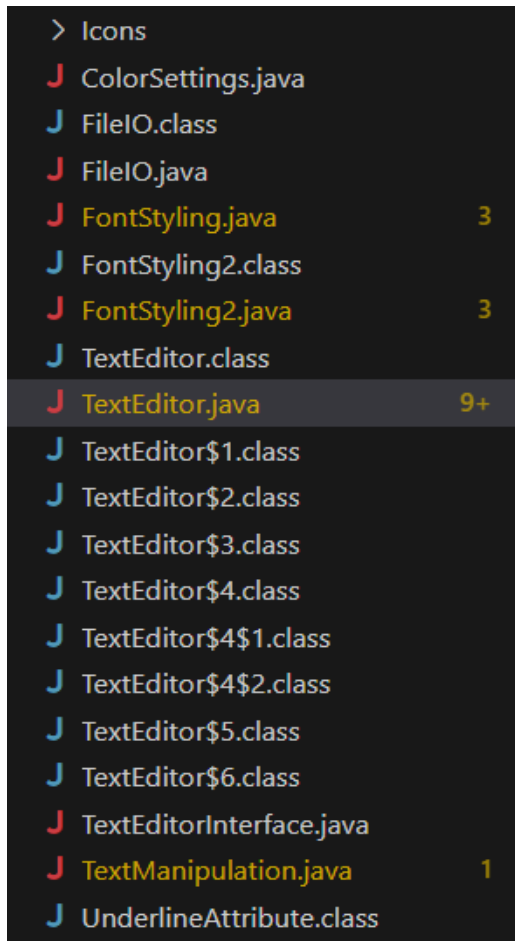 Icons
ColorSettings.java
FileIO.class
FileIO.java
FontStyling.java 3
FontStyling2.class
FontStyling2.java 3
TextEditor.class
TextEditor.java 9+
TextEditor$1.class
TextEditor$2.class
TextEditor$3.class
TextEditor$4.class
TextEditor$4$1.class
TextEditor$4$2.class
TextEditor$5.class
TextEditor$6.class
TextEditorInterface.java
TextManipulation.java 1
UnderlineAttribute.class